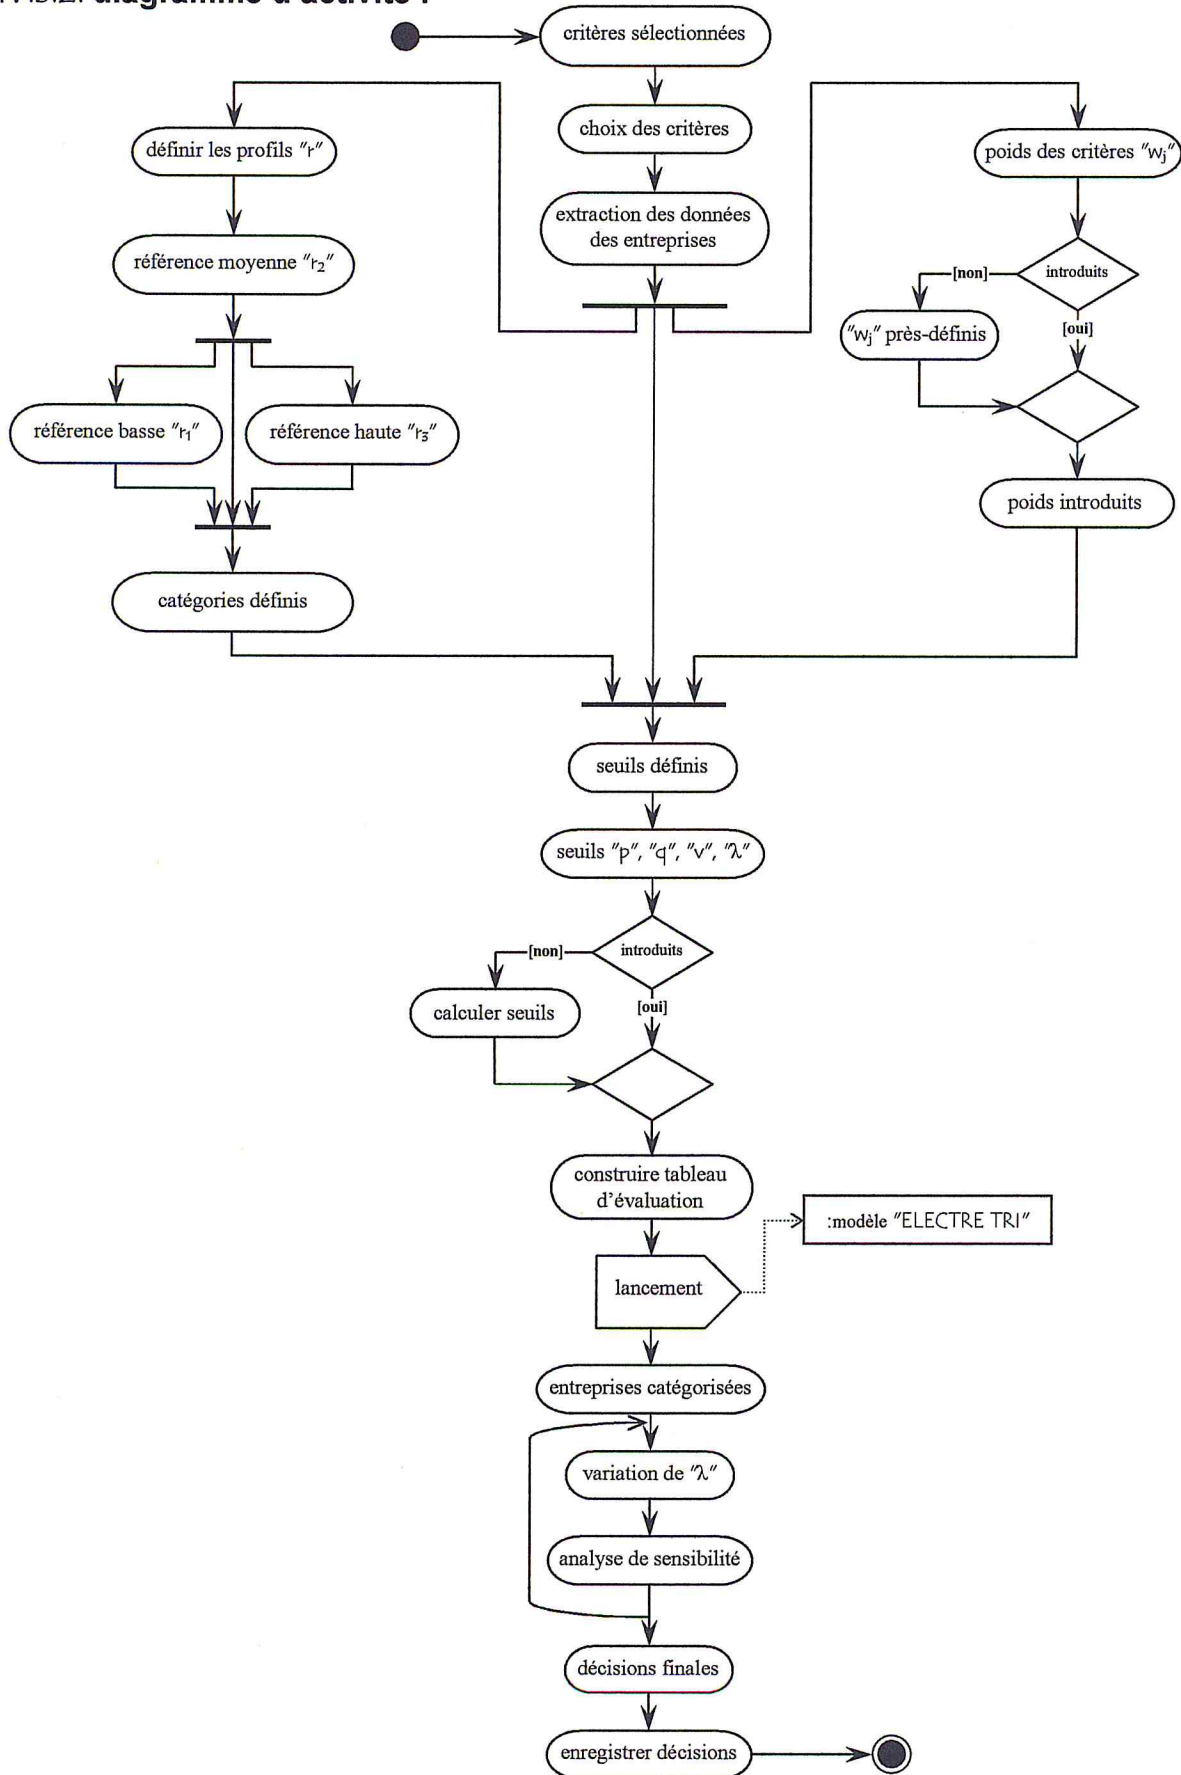 diagramme d'activité :
critères sélectionnées
choix des critères
extraction des données
des entreprises
définir les profils "r"
référence moyenne "r₂"
référence basse "r₁"
référence haute "r₃"
catégories définis
poids des critères "wⱼ"
introduits
[non]
[oui]
"wⱼ" près-définis
poids introduits
seuils définis
seuils "p", "q", "v", "λ"
introduits
[non]
[oui]
calculer seuils
construire tableau
d'évaluation
:modèle "ELECTRE TRI"
lancement
entreprises catégorisées
variation de "λ"
analyse de sensibilité
décisions finales
enregistrer décisions